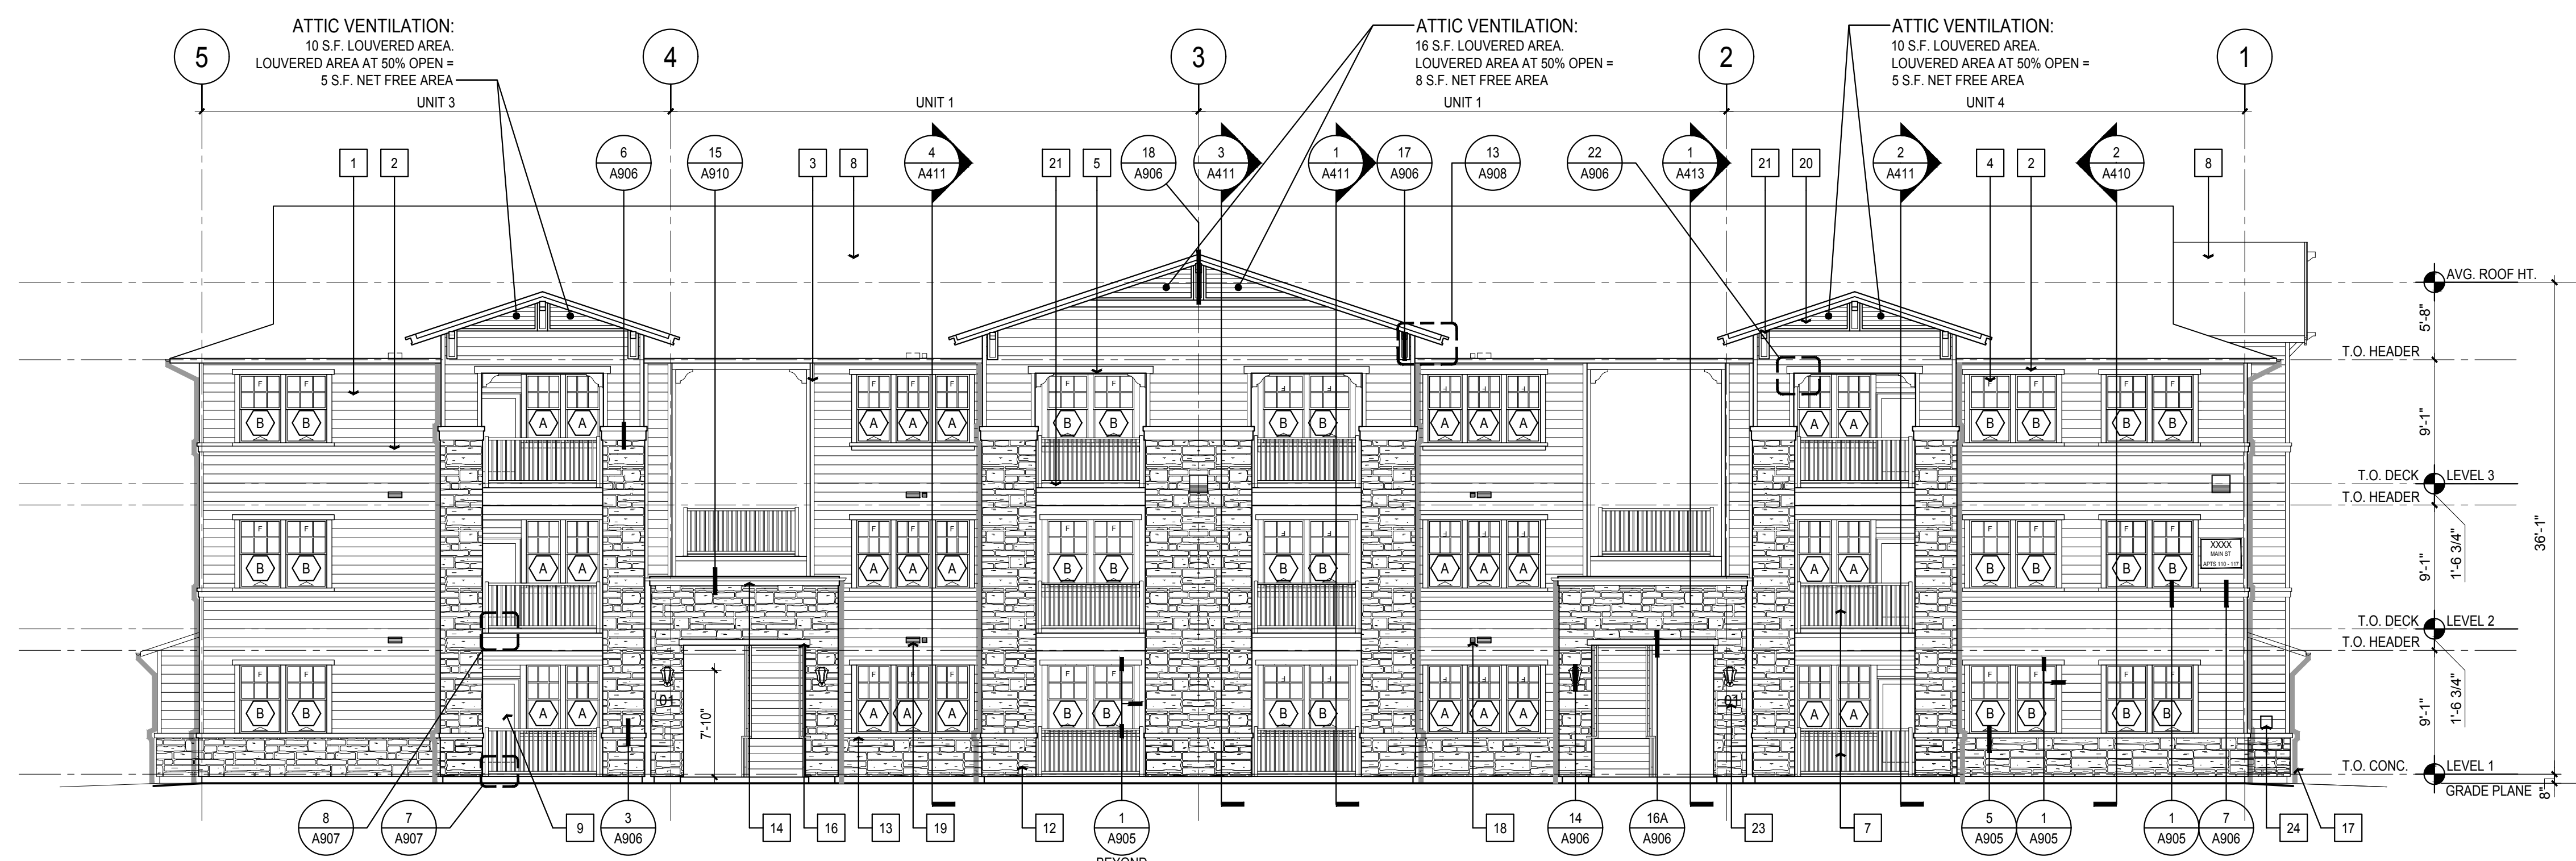 ATTIC VENTILATION:
10 S.F. LOUVERED AREA.
LOUVERED AREA AT 50% OPEN =
5 S.F. NET FREE AREA
ATTIC VENTILATION:
16 S.F. LOUVERED AREA.
LOUVERED AREA AT 50% OPEN =
8 S.F. NET FREE AREA
ATTIC VENTILATION:
10 S.F. LOUVERED AREA.
LOUVERED AREA AT 50% OPEN =
5 S.F. NET FREE AREA
5 4 3 2 1
UNIT 3 UNIT 1 UNIT 1 UNIT 4
1
2
6
A906
15
A910
3
8
4
A411
21
5
18
A906
3
A411
1
A411
17
A906
13
A908
22
A906
1
A413
21
20
2
A411
4
2
2
A410
8
AVG. ROOF HT.
5'-8"
T.O. HEADER
F F F F F F F F F F F F F F F F F F
B B A A A A A B B B B A A A A A B B B B
9'-1"
T.O. DECK LEVEL 3
T.O. HEADER
36'-1"
1'-6 3/4"
F F F F F F F F F F F F F F F F F F F F
B B A A A A A B B B B A A A A A B B B B
XXXX
MAIN ST
APTS 110 - 117
9'-1"
T.O. DECK LEVEL 2
T.O. HEADER
1'-6 3/4"
F F F F F F F F F F F F F F F F F F F F
B B A A A A A B B B B A A A A A B B B B
01
7'-10"
01
9'-1"
T.O. CONC. LEVEL 1
GRADE PLANE
8"
8
A907
7
A907
9
3
A906
14
16
13
19
12
1
A905
BEYOND
18
14
A906
16A
A906
23
7
5
A905
1
A905
1
A905
7
A906
24
17